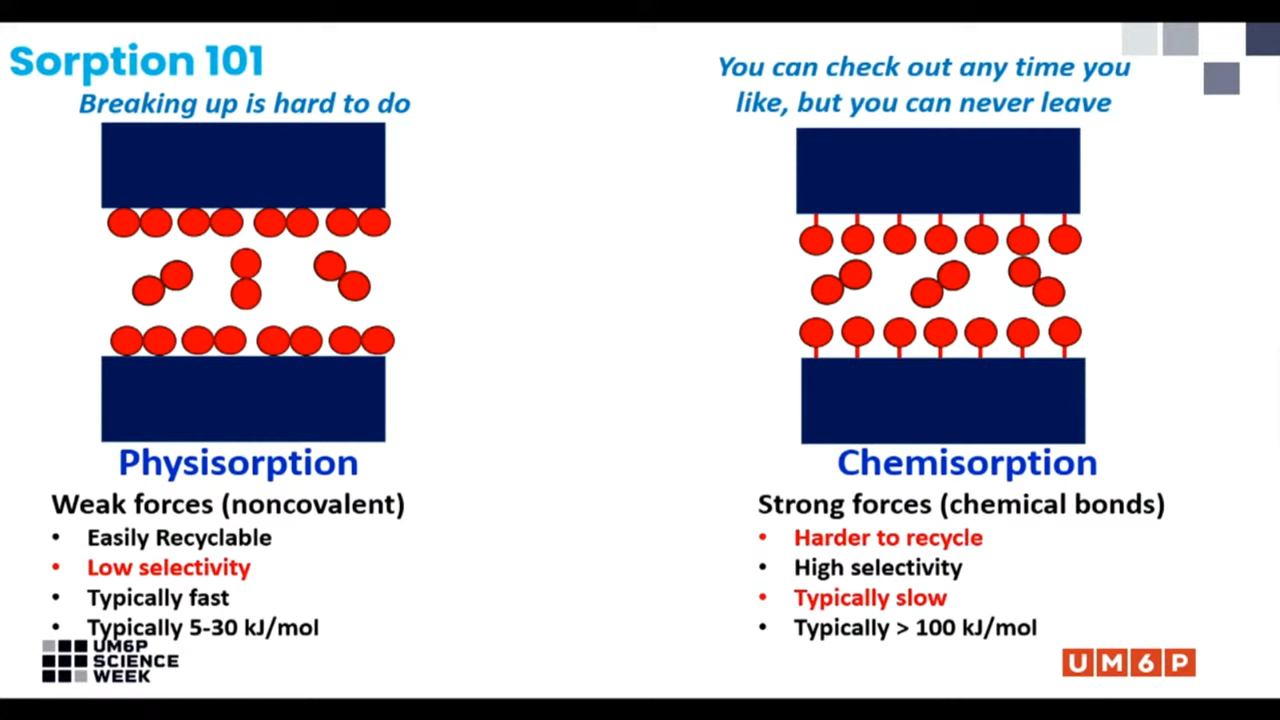 Sorption 101
Breaking up is hard to do
Physisorption
Weak forces (noncovalent)
• Easily Recyclable
• Low selectivity
• Typically fast
• Typically 5-30 kJ/mol
You can check out any time you
like, but you can never leave
Chemisorption
Strong forces (chemical bonds)
• Harder to recycle
• High selectivity
• Typically slow
• Typically > 100 kJ/mol
UM6P
SCIENCE
WEEK
UM6P